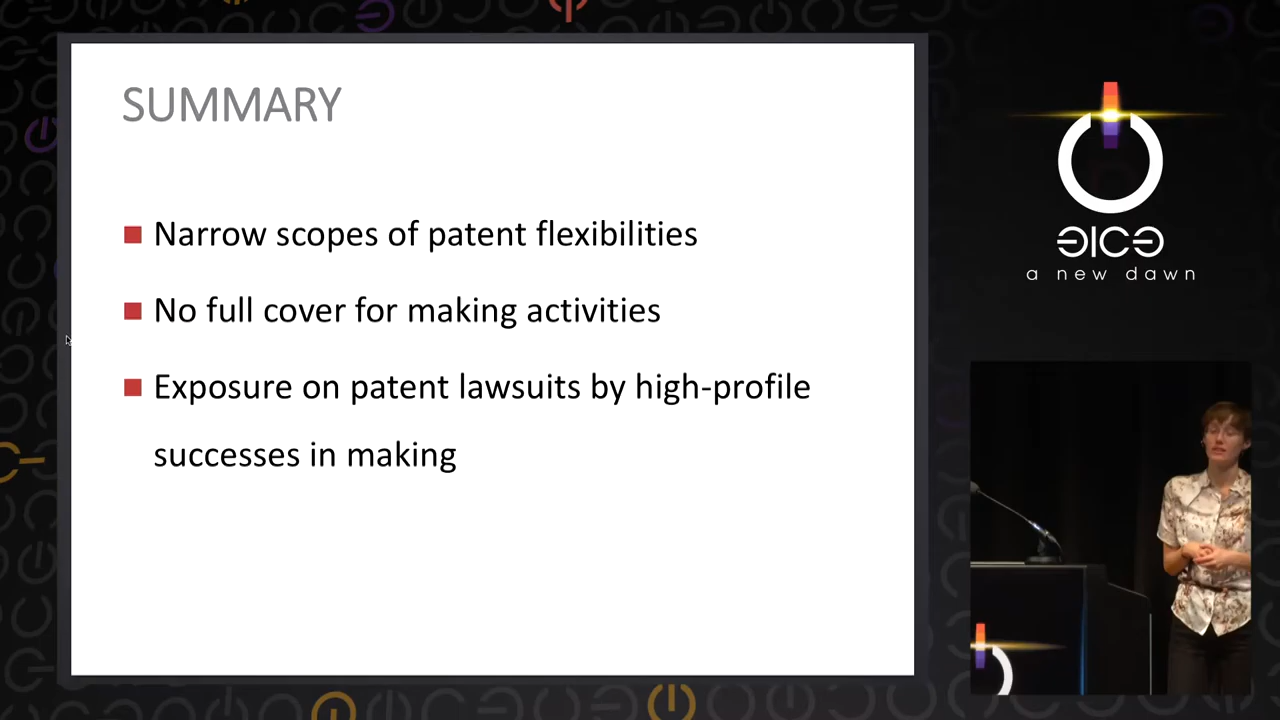 SUMMARY
Narrow scopes of patent flexibilities
No full cover for making activities
Exposure on patent lawsuits by high-profile
successes in making
a new dawn